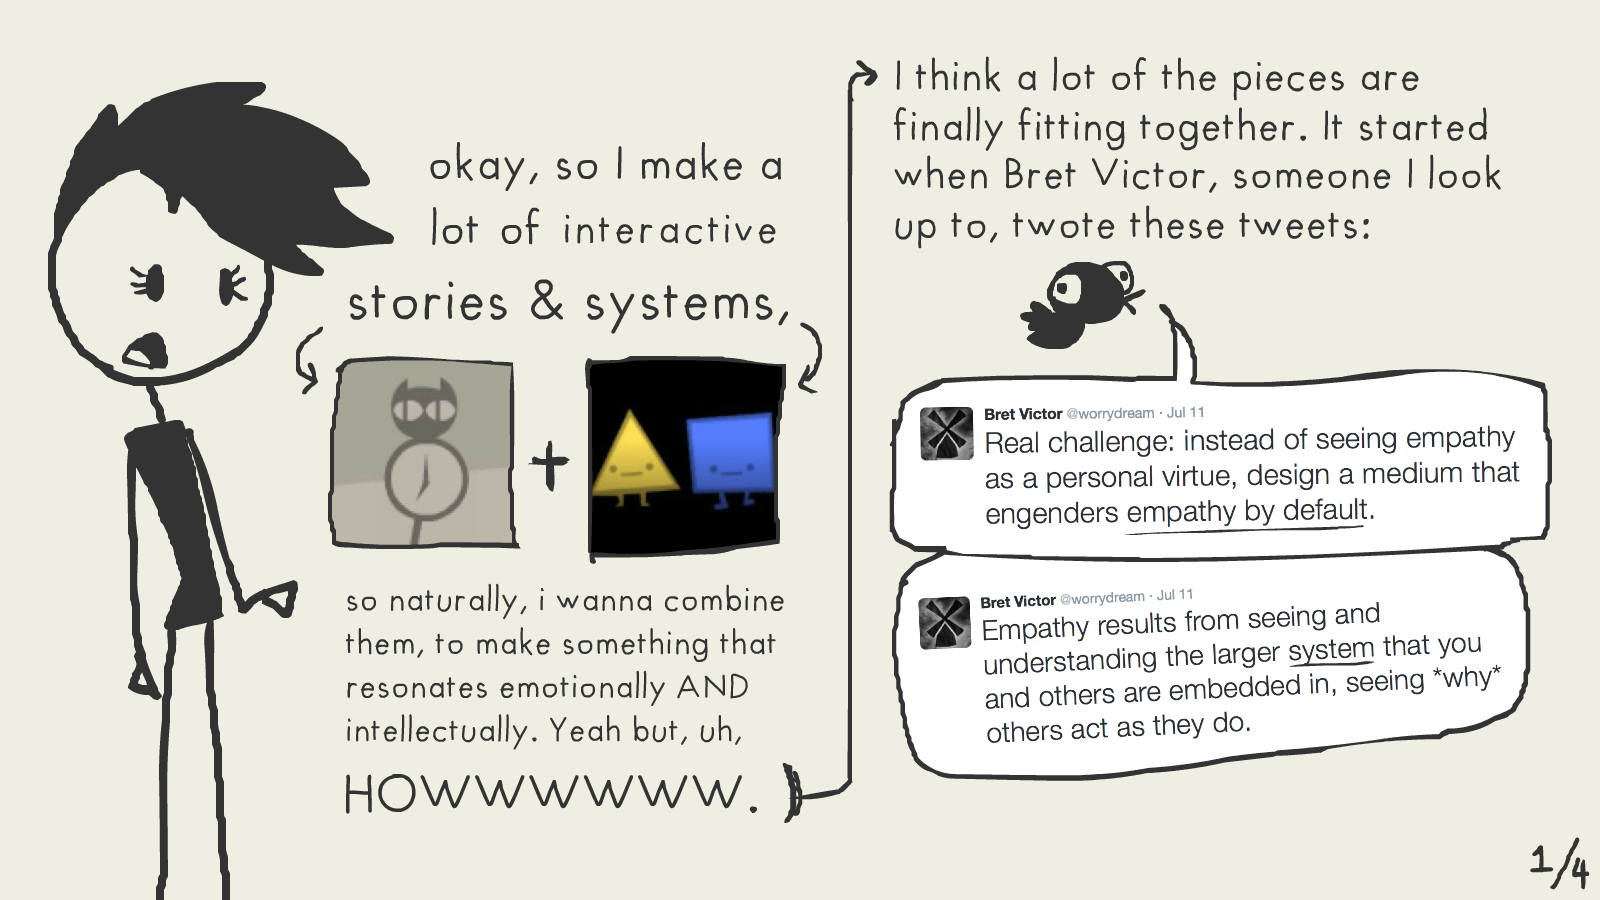 okay, so I make a
lot of interactive
stories & systems,
+
so naturally, i wanna combine
them, to make something that
resonates emotionally AND
intellectually. Yeah but, uh,
HOWWWWWWW.
I think a lot of the pieces are
finally fitting together. It started
when Bret Victor, someone I look
up to, twote these tweets:
Bret Victor @worrydream · Jul 11
Real challenge: instead of seeing empathy
as a personal virtue, design a medium that
engenders empathy by default.
Bret Victor @worrydream · Jul 11
Empathy results from seeing and
understanding the larger system that you
and others are embedded in, seeing *why*
others act as they do.
1/4